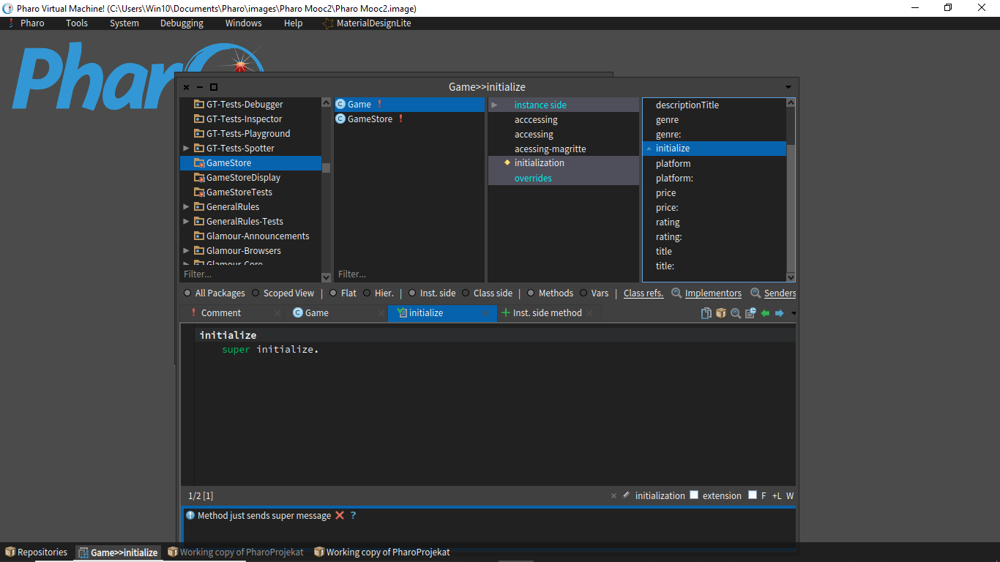 Pharo Virtual Machine! (C:\Users\Win10\Documents\Pharo\images\Pharo Mooc2\Pharo Mooc2.image)
Pharo Tools System Debugging Windows Help MaterialDesignLite
Pharo
Game>>initialize
GT-Tests-Debugger
GT-Tests-Inspector
GT-Tests-Playground
GT-Tests-Spotter
GameStore
GameStoreDisplay
GameStoreTests
GeneralRules
GeneralRules-Tests
Glamour-Announcements
Glamour-Browsers
Glamour-Core
Filter...
Game !
GameStore !
Filter...
instance side
acccessing
accessing
acessing-magritte
initialization
overrides
descriptionTitle
genre
genre:
initialize
platform
platform:
price
price:
rating
rating:
title
title:
All Packages Scoped View | Flat Hier. | Inst. side Class side | Methods Vars | Class refs. Implementors Senders
! Comment C Game initialize + Inst. side method
initialize
super initialize.
1/2 [1] initialization extension F +L W
Method just sends super message ?
Repositories Game>>initialize Working copy of PharoProjekat Working copy of PharoProjekat